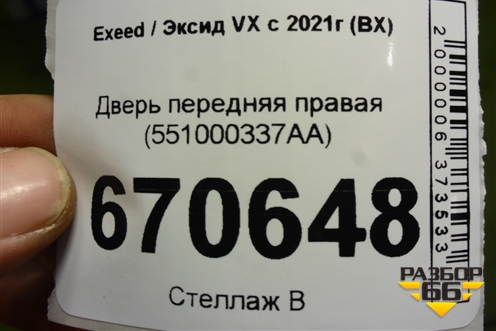 Exeed / Эксид VX с 2021г (BX)
Дверь передняя правая
(551000337AA)
670648
Стеллаж В
2000006373533
РАЗБОР
66